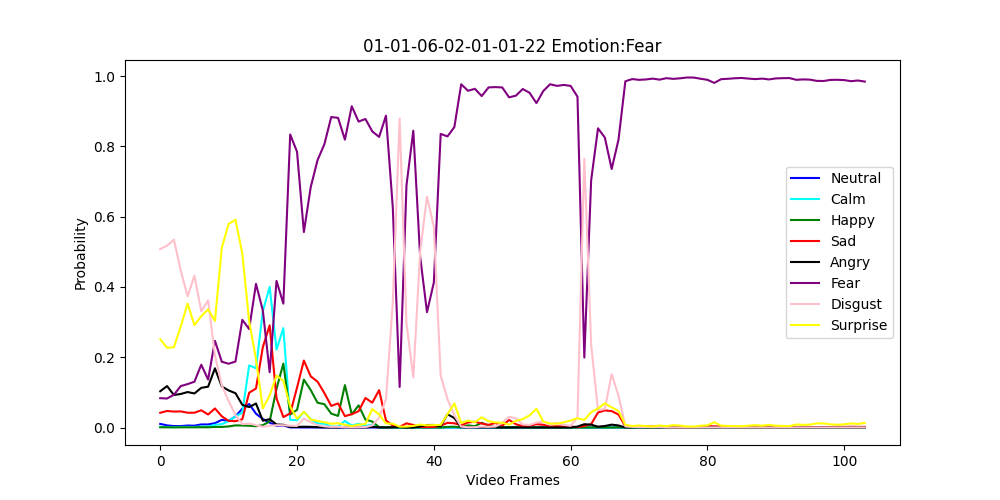 01-01-06-02-01-01-22 Emotion:Fear
1.0
0.8
0.6
0.4
0.2
0.0
Probability
0
20
40
60
80
100
Video Frames
Neutral
Calm
Happy
Sad
Angry
Fear
Disgust
Surprise